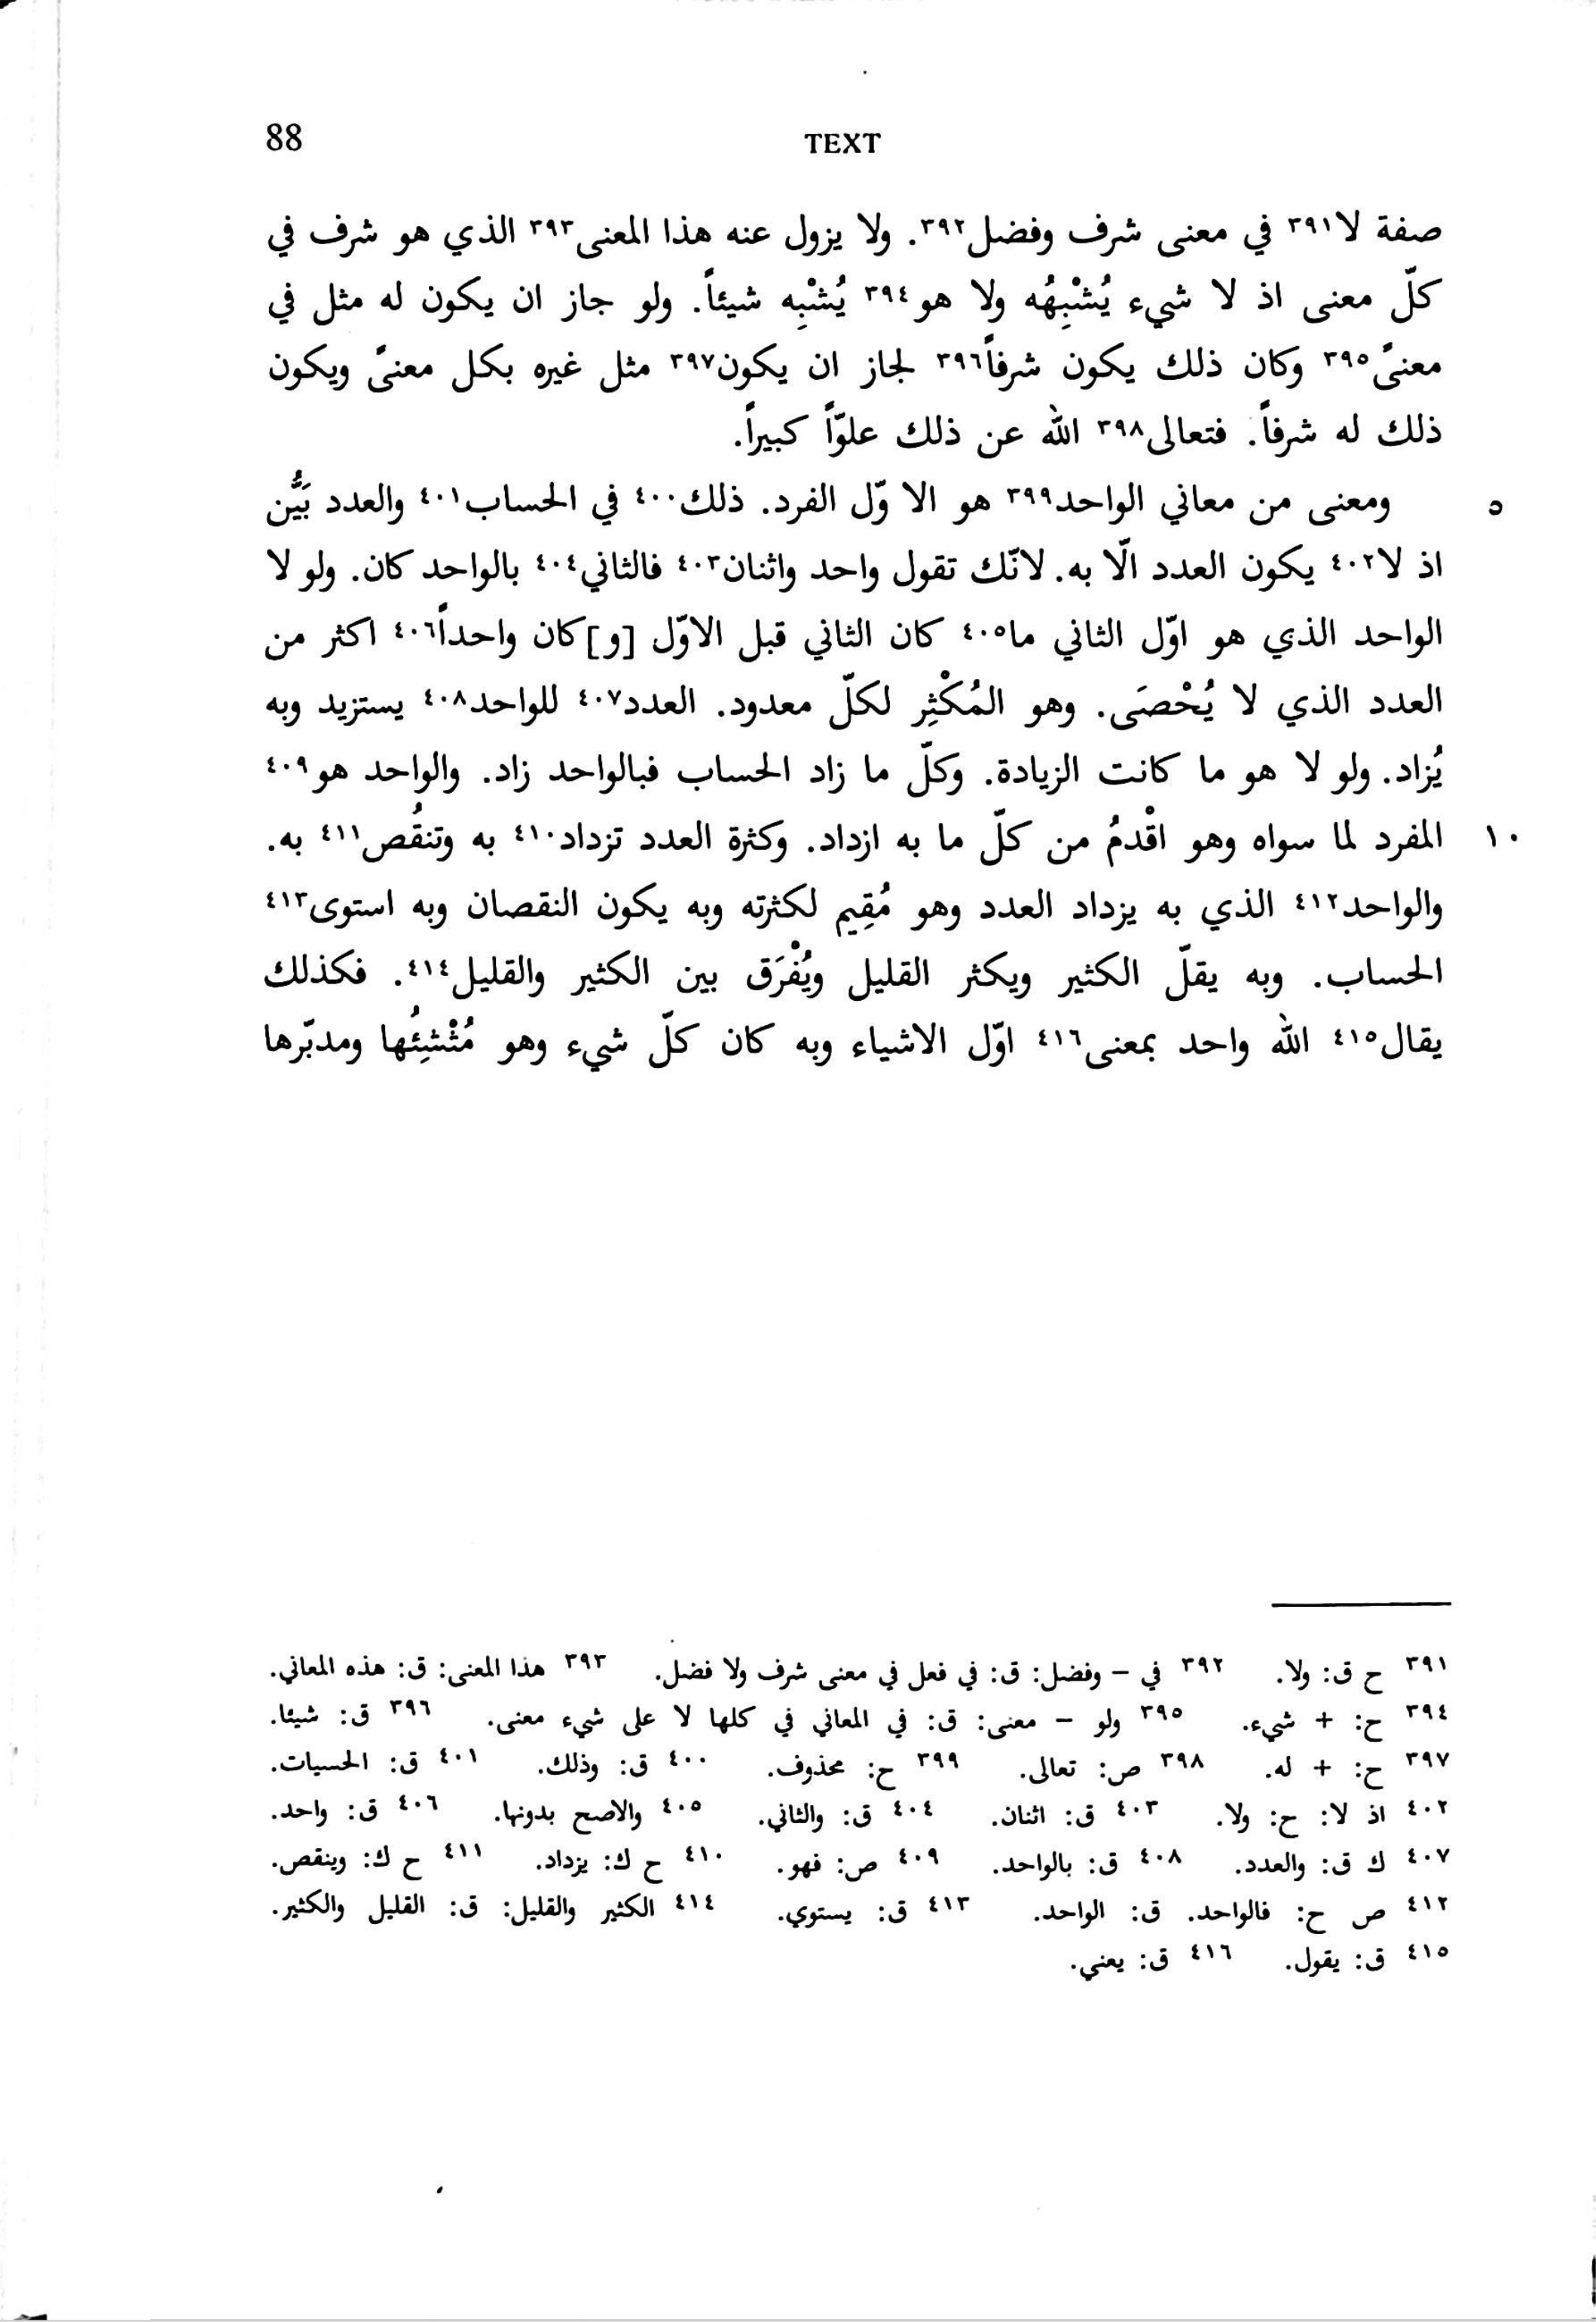 88 TEXT
صفة لا٣٩١ في معنى شرف وفضل٣٩٢. ولا يزول عنه هذا المعنى٣٩٣ الذي هو شرف في
كلّ معنى اذ لا شيء يُشْبِهُه ولا هو٣٩٤ يُشْبِه شيئاً. ولو جاز ان يكون له مثل في
معنىً٣٩٥ وكان ذلك يكون شرفاً٣٩٦ لجاز ان يكون٣٩٧ مثل غيره بكل معنىً ويكون
ذلك له شرفاً. فتعالى٣٩٨ الله عن ذلك علوّاً كبيراً.
٥ ومعنى من معاني الواحد٣٩٩ هو الا وّل الفرد. ذلك٤٠٠ في الحساب٤٠١ والعدد بَيُّن
اذ لا٤٠٢ يكون العدد الّا به. لانّك تقول واحد واثنان٤٠٣ فالثاني٤٠٤ بالواحد كان. ولو لا
الواحد الذي هو اوّل الثاني ما٤٠٥ كان الثاني قبل الاوّل [و]كان واحداً٤٠٦ اكثر من
العدد الذي لا يُحْصَى. وهو المُكْثِر لكلّ معدود. العدد٤٠٧ للواحد٤٠٨ يستزيد وبه
يُزاد. ولو لا هو ما كانت الزيادة. وكلّ ما زاد الحساب فبالواحد زاد. والواحد هو٤٠٩
١٠ المفرد لما سواه وهو اقْدمُ من كلّ ما به ازداد. وكثرة العدد تزداد٤١٠ به وتنقُص٤١١ به.
والواحد٤١٢ الذي به يزداد العدد وهو مُقِيم لكثرته وبه يكون النقصان وبه استوى٤١٣
الحساب. وبه يقلّ الكثير ويكثر القليل ويُفْرَق بين الكثير والقليل٤١٤. فكذلك
يقال٤١٥ الله واحد بمعنى٤١٦ اوّل الاشياء وبه كان كلّ شيء وهو مُثْشِئُها ومدبّرها
٣٩١ ح ق: ولا. ٣٩٢ في – وفضل: ق: في فعل في معنى شرف ولا فضل. ٣٩٣ هذا المعنى: ق: هذه المعاني.
٣٩٤ ح: + شيء. ٣٩٥ ولو – معنى: ق: في المعاني في كلها لا على شيء معنى. ٣٩٦ ق: شيئا.
٣٩٧ ح: + له. ٣٩٨ ص: تعالى. ٣٩٩ ح: محذوف. ٤٠٠ ق: وذلك. ٤٠١ ق: الحسيات.
٤٠٢ اذ لا: ح: ولا. ٤٠٣ ق: اثنان. ٤٠٤ ق: والثاني. ٤٠٥ والاصح بدونها. ٤٠٦ ق: واحد.
٤٠٧ ك ق: والعدد. ٤٠٨ ق: بالواحد. ٤٠٩ ص: فهو. ٤١٠ ح ك: يزداد. ٤١١ ح ك: وينقص.
٤١٢ ص ح: فالواحد. ق: الواحد. ٤١٣ ق: يستوي. ٤١٤ الكثير والقليل: ق: القليل والكثير.
٤١٥ ق: يقول. ٤١٦ ق: يعني.